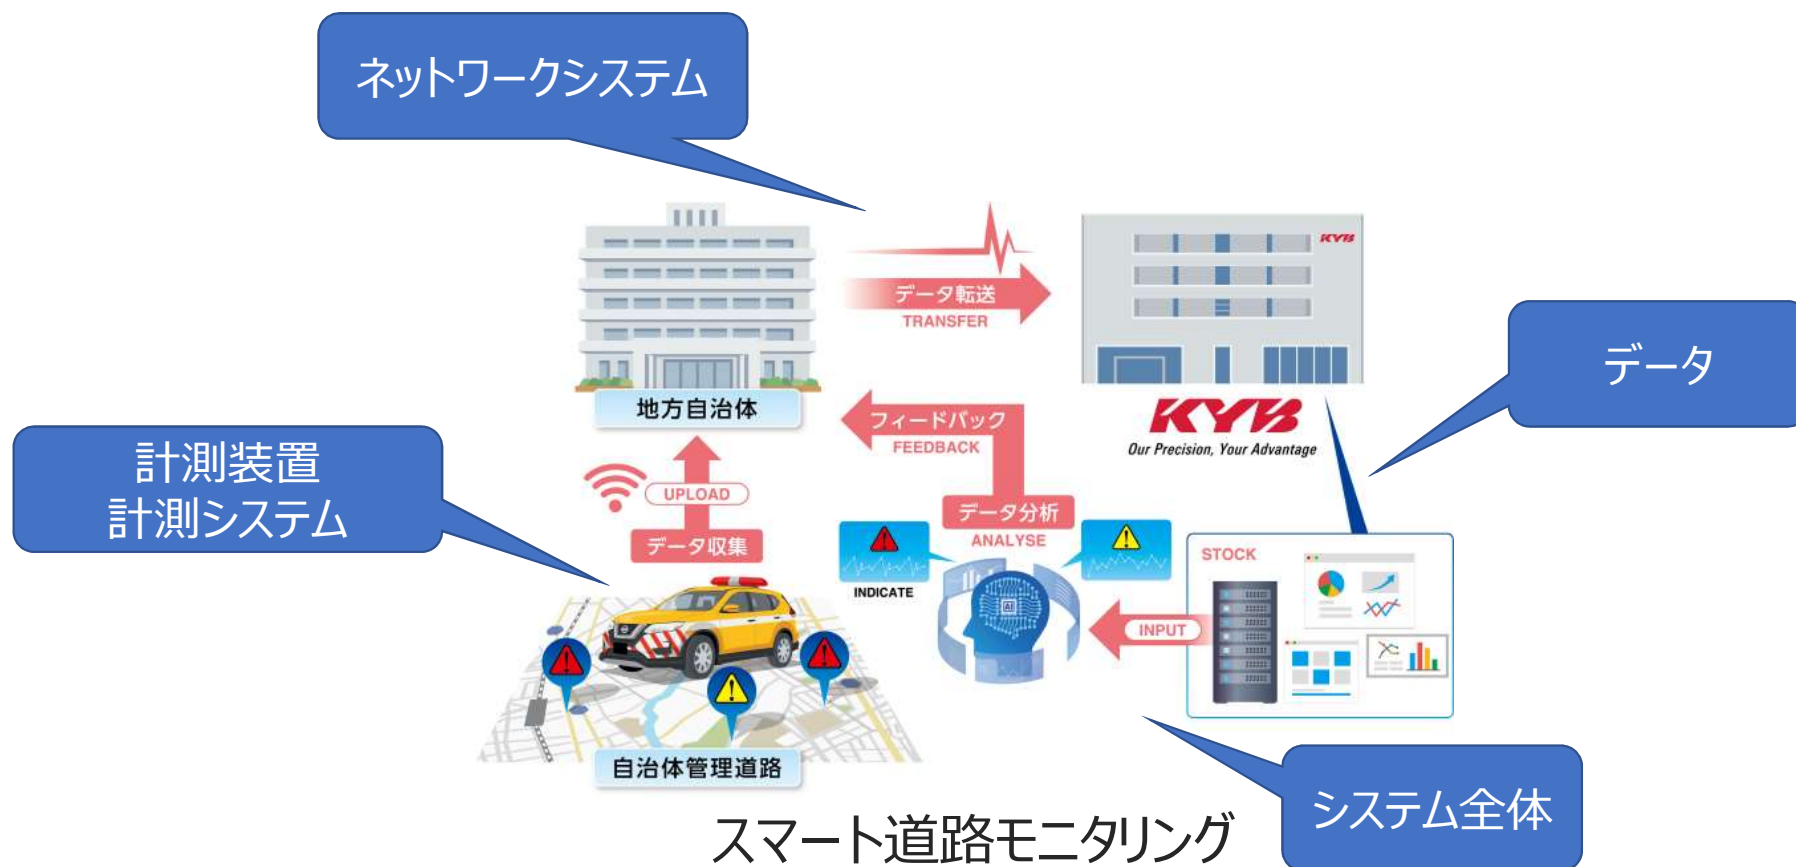 ネットワークシステム
KYB
データ転送
TRANSFER
データ
地方自治体
フィードバック
FEEDBACK
KYB
Our Precision, Your Advantage
計測装置
計測システム
UPLOAD
データ収集
データ分析
ANALYSE
INDICATE
AI
STOCK
INPUT
自治体管理道路
システム全体
スマート道路モニタリング